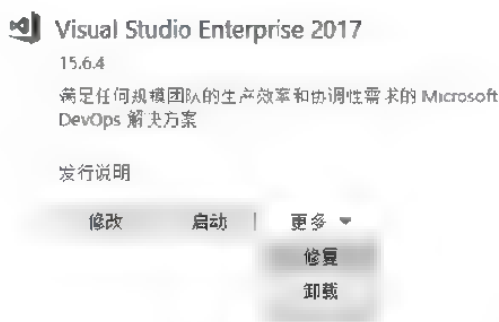 Visual Studio Enterprise 2017
15.6.4
满足任何规模团队的生产效率和协调性需求的 Microsoft
DevOps 解决方案
发行说明
修改 启动 | 更多
修复
卸载